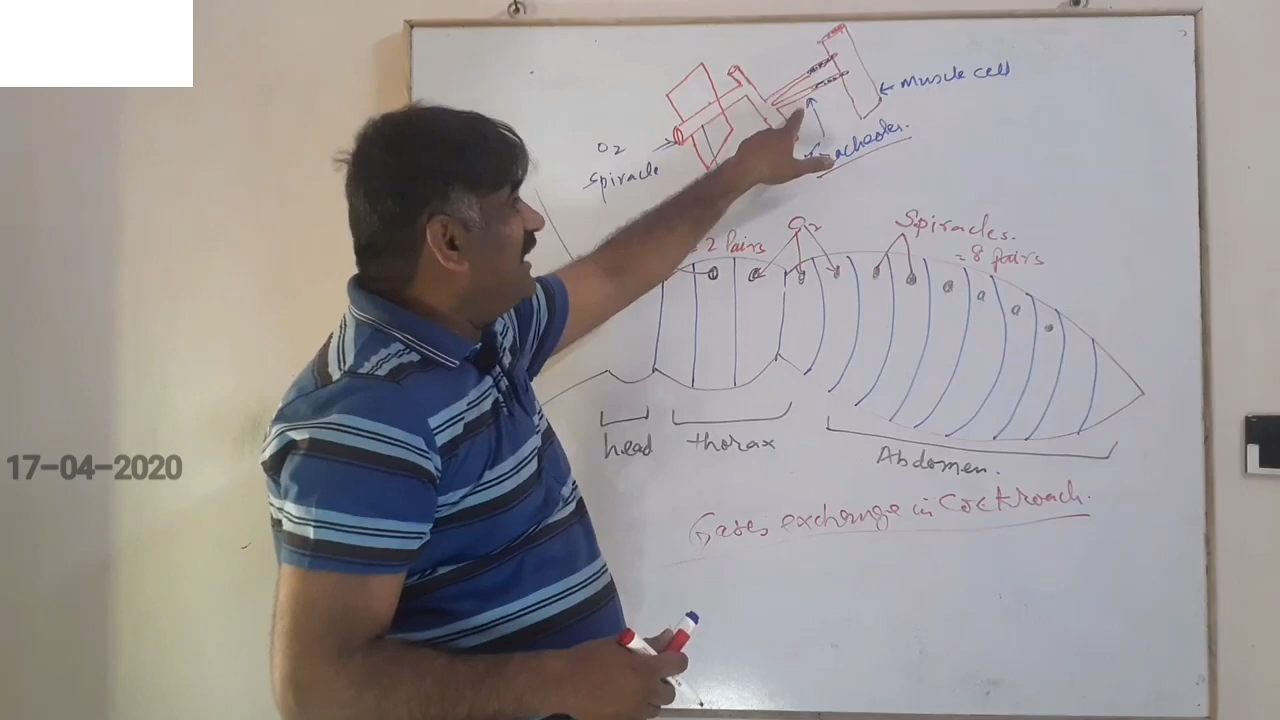 ← Muscle cell
O2
Spiracle
O2
Spiracles.
= 2 Pairs
= 8 pairs
head
thorax
Abdomen.
Gases exchange in Cockroach.
17-04-2020